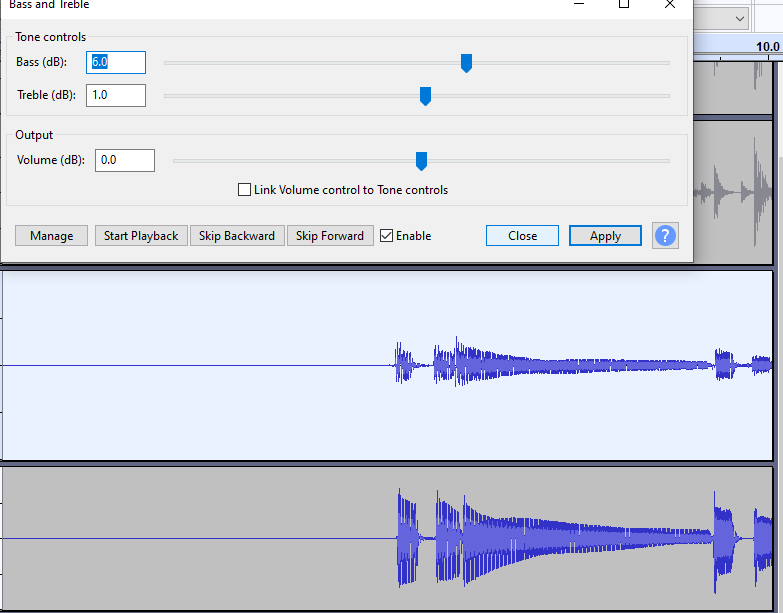 Bass and Treble
Tone controls
10.0
Bass (dB): 6.0
Treble (dB): 1.0
Output
Volume (dB): 0.0
Link Volume control to Tone controls
Manage Start Playback Skip Backward Skip Forward Enable Close Apply ?